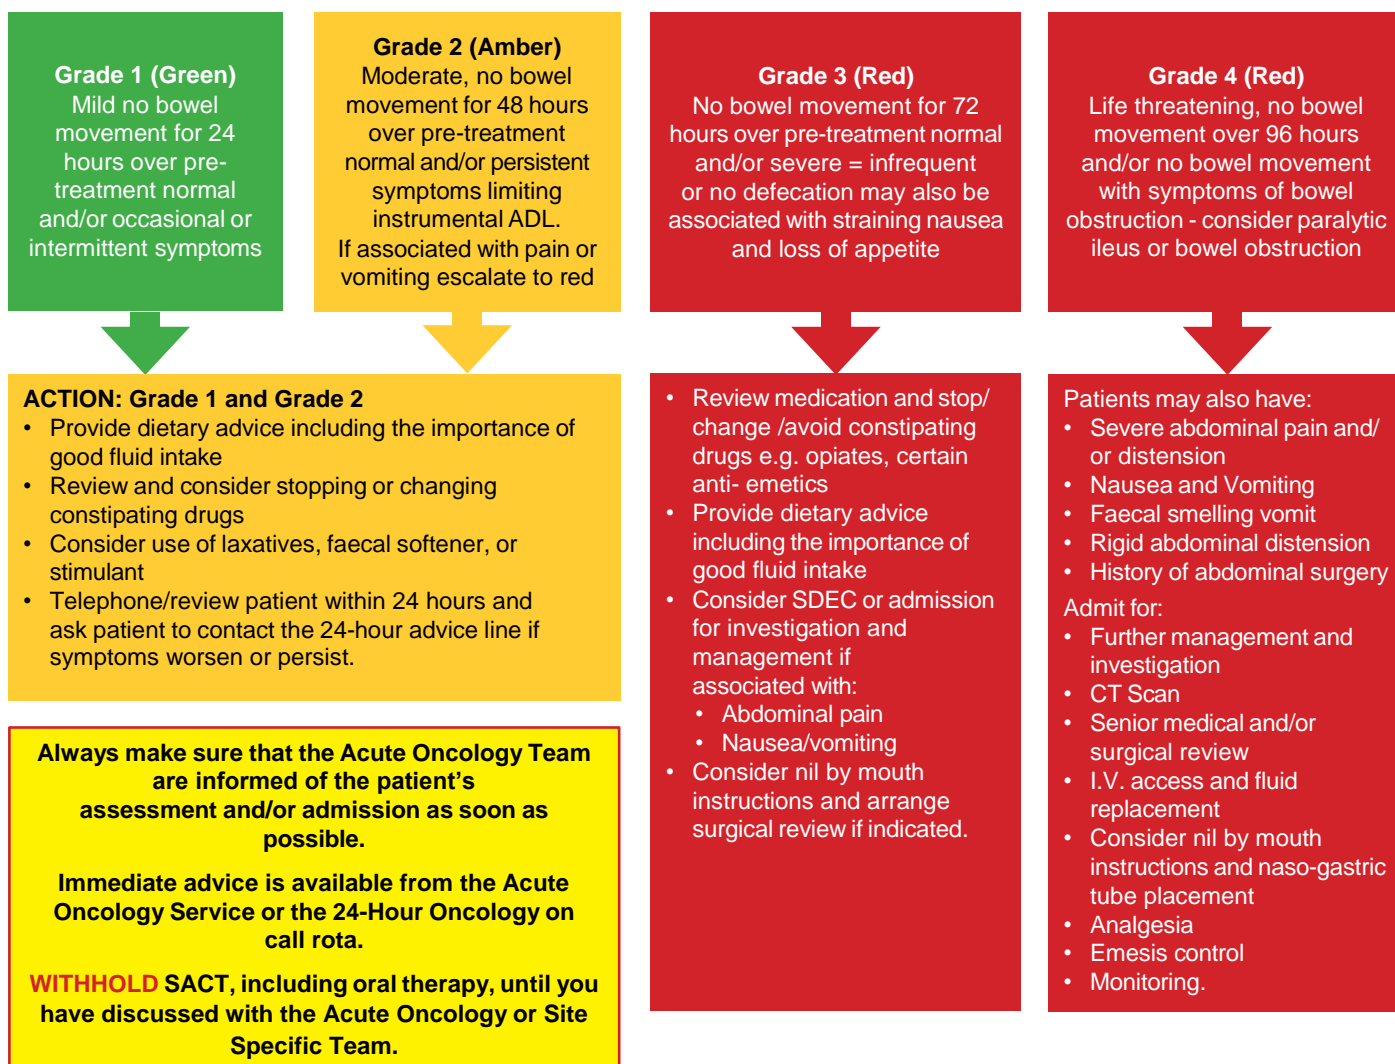 Grade 1 (Green)
Mild no bowel
movement for 24
hours over pre-
treatment normal
and/or occasional or
intermittent symptoms
Grade 2 (Amber)
Moderate, no bowel
movement for 48 hours
over pre-treatment
normal and/or persistent
symptoms limiting
instrumental ADL.
If associated with pain or
vomiting escalate to red
Grade 3 (Red)
No bowel movement for 72
hours over pre-treatment normal
and/or severe = infrequent
or no defecation may also be
associated with straining nausea
and loss of appetite
Grade 4 (Red)
Life threatening, no bowel
movement over 96 hours
and/or no bowel movement
with symptoms of bowel
obstruction - consider paralytic
ileus or bowel obstruction
ACTION: Grade 1 and Grade 2
• Provide dietary advice including the importance of
good fluid intake
• Review and consider stopping or changing
constipating drugs
• Consider use of laxatives, faecal softener, or
stimulant
• Telephone/review patient within 24 hours and
ask patient to contact the 24-hour advice line if
symptoms worsen or persist.
Always make sure that the Acute Oncology Team
are informed of the patient's
assessment and/or admission as soon as
possible.
Immediate advice is available from the Acute
Oncology Service or the 24-Hour Oncology on
call rota.
WITHHOLD SACT, including oral therapy, until you
have discussed with the Acute Oncology or Site
Specific Team.
• Review medication and stop/
change /avoid constipating
drugs e.g. opiates, certain
anti- emetics
• Provide dietary advice
including the importance of
good fluid intake
• Consider SDEC or admission
for investigation and
management if
associated with:
• Abdominal pain
• Nausea/vomiting
• Consider nil by mouth
instructions and arrange
surgical review if indicated.
Patients may also have:
• Severe abdominal pain and/
or distension
• Nausea and Vomiting
• Faecal smelling vomit
• Rigid abdominal distension
• History of abdominal surgery
Admit for:
• Further management and
investigation
• CT Scan
• Senior medical and/or
surgical review
• I.V. access and fluid
replacement
• Consider nil by mouth
instructions and naso-gastric
tube placement
• Analgesia
• Emesis control
• Monitoring.